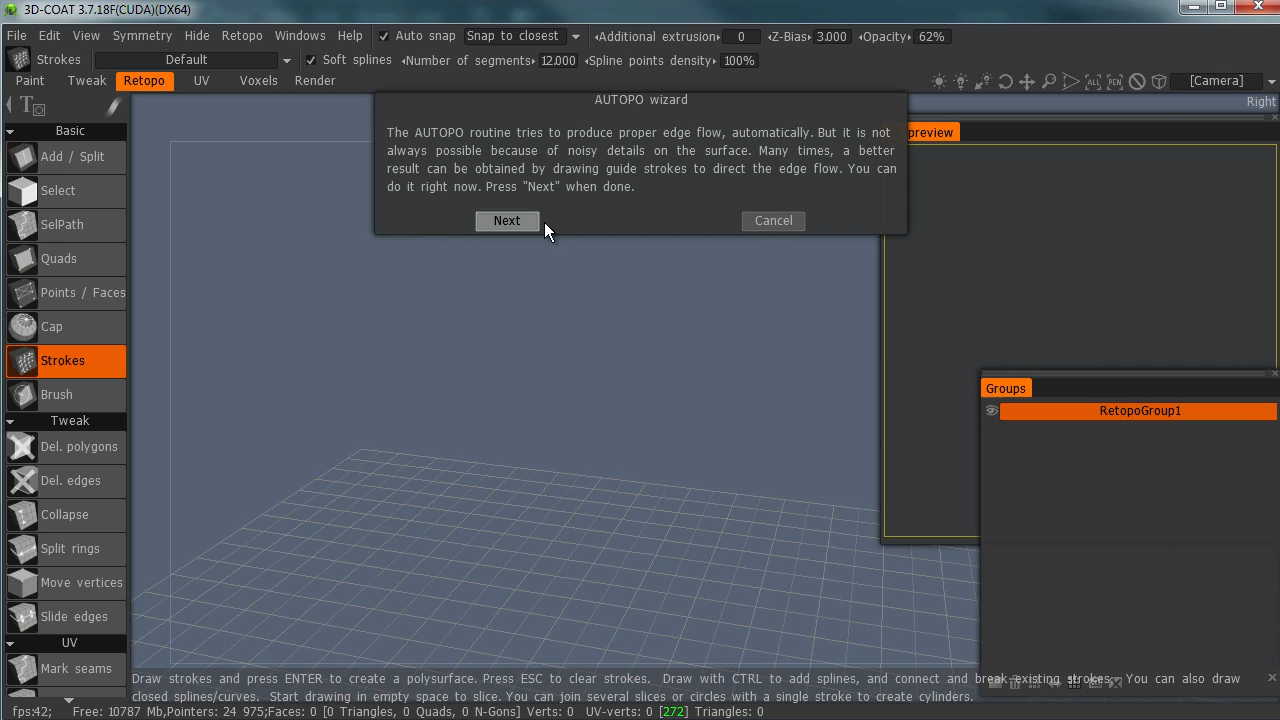 3D-COAT 3.7.18F(CUDA)(DX64)
File Edit View Symmetry Hide Retopo Windows Help Auto snap Snap to closest Additional extrusion 0 Z-Bias 3.000 Opacity 62%
Strokes Default Soft splines Number of segments 12.000 Spline points density 100%
Paint Tweak Retopo UV Voxels Render ALL PEN [Camera]
Right
Basic
Add / Split
Select
SelPath
Quads
Points / Faces
Cap
Strokes
Brush
Tweak
Del. polygons
Del. edges
Collapse
Split rings
Move vertices
Slide edges
UV
Mark seams
AUTOPO wizard
The AUTOPO routine tries to produce proper edge flow, automatically. But it is not
always possible because of noisy details on the surface. Many times, a better
result can be obtained by drawing guide strokes to direct the edge flow. You can
do it right now. Press "Next" when done.
Next Cancel
preview
Groups
RetopoGroup1
Draw strokes and press ENTER to create a polysurface. Press ESC to clear strokes. Draw with CTRL to add splines, and connect and break existing strokes. You can also draw
closed splines/curves. Start drawing in empty space to slice. You can join several slices or circles with a single stroke to create cylinders.
fps:42; Free: 10787 Mb,Pointers: 24 975;Faces: 0 [0 Triangles, 0 Quads, 0 N-Gons] Verts: 0 UV-verts: 0 [272] Triangles: 0